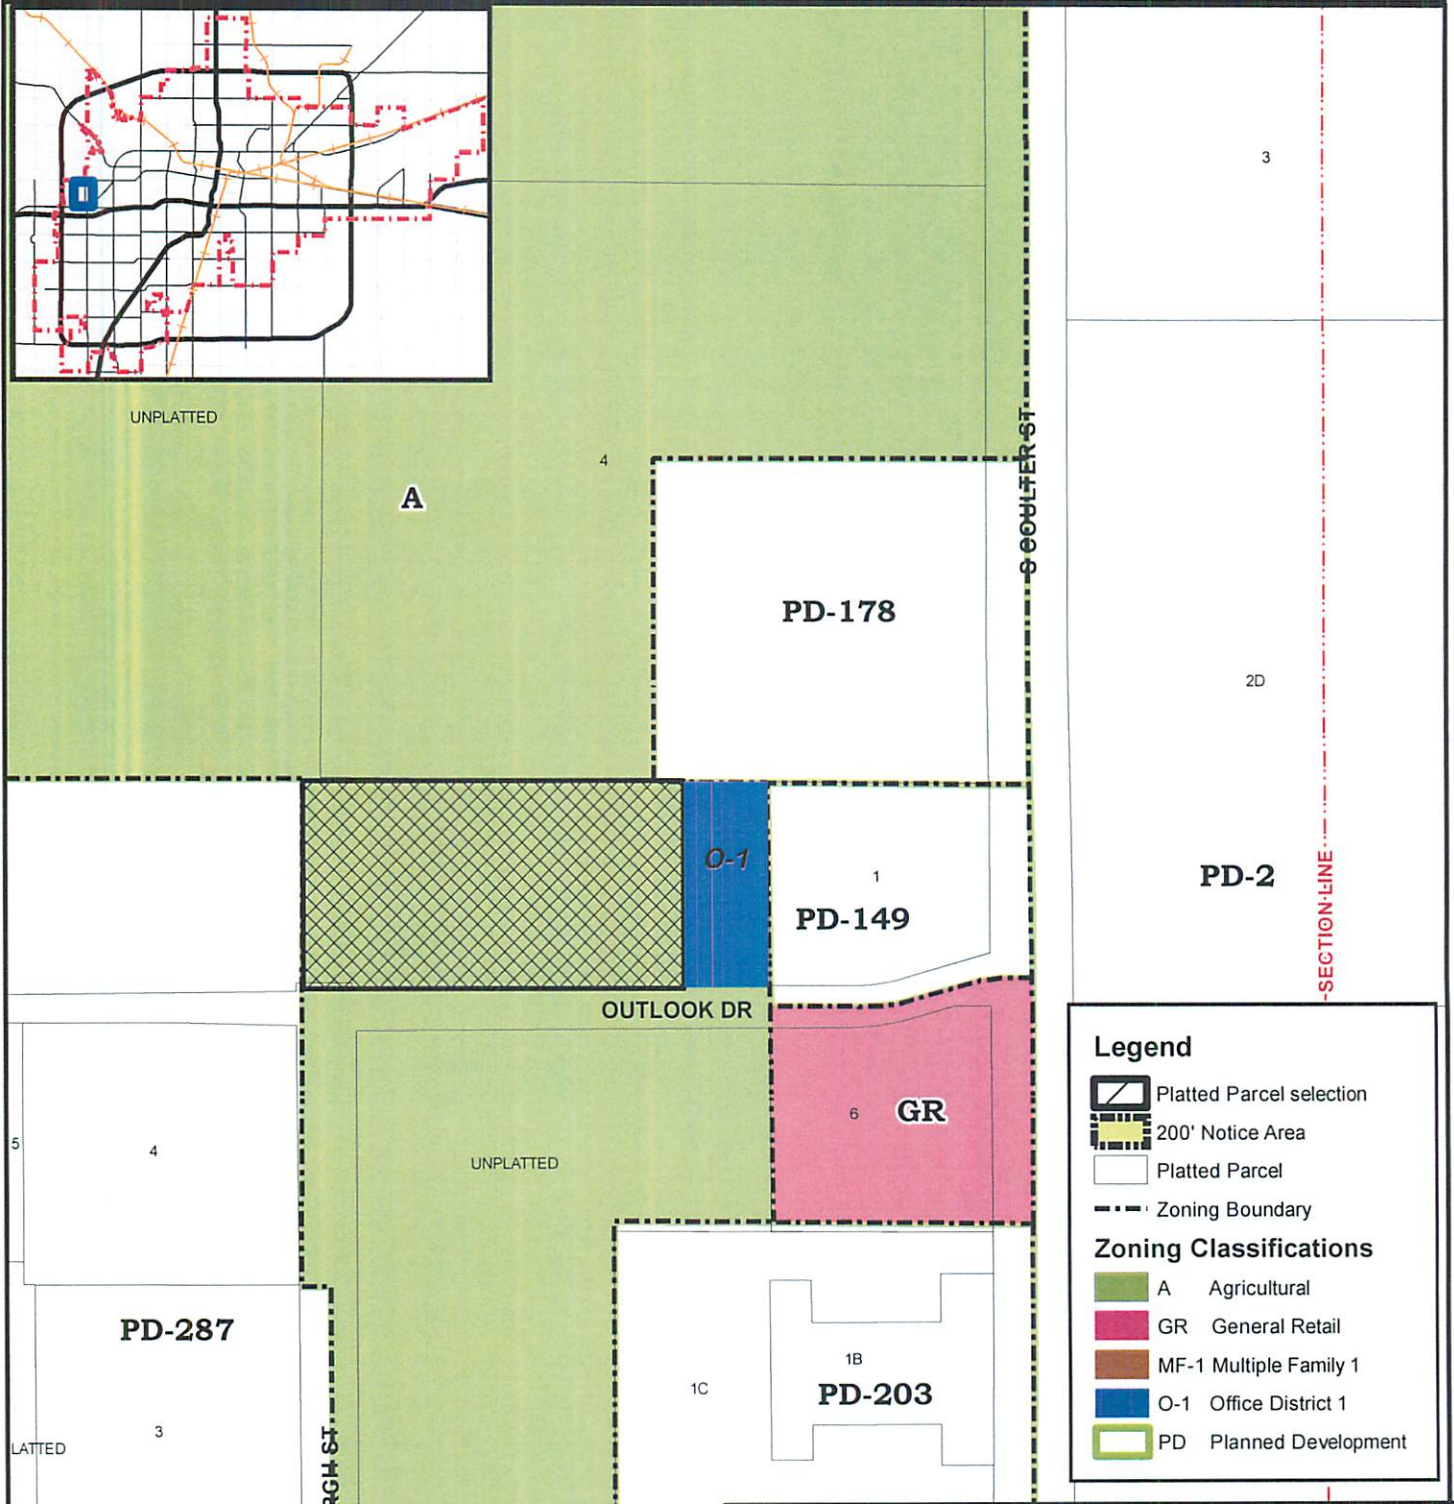 3
UNPLATTED
4
A
S COULTER ST
PD-178
2D
O-1
1
PD-149
PD-2
SECTION LINE
OUTLOOK DR
6 GR
5
4
UNPLATTED
PD-287
1B
1C
PD-203
3
Legend
Platted Parcel selection
200' Notice Area
Platted Parcel
Zoning Boundary
Zoning Classifications
A Agricultural
GR General Retail
MF-1 Multiple Family 1
O-1 Office District 1
PD Planned Development
LATTED
RCH ST